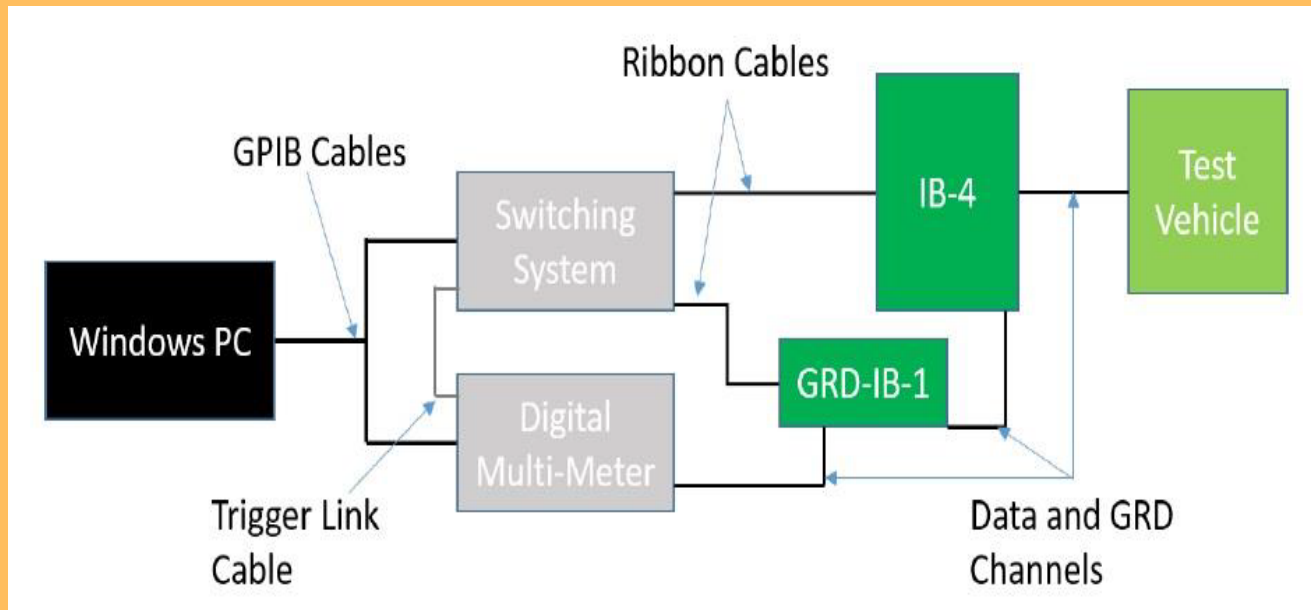 Ribbon Cables
GPIB Cables
IB-4
Test
Vehicle
Switching
System
Windows PC
GRD-IB-1
Digital
Multi-Meter
Trigger Link
Cable
Data and GRD
Channels